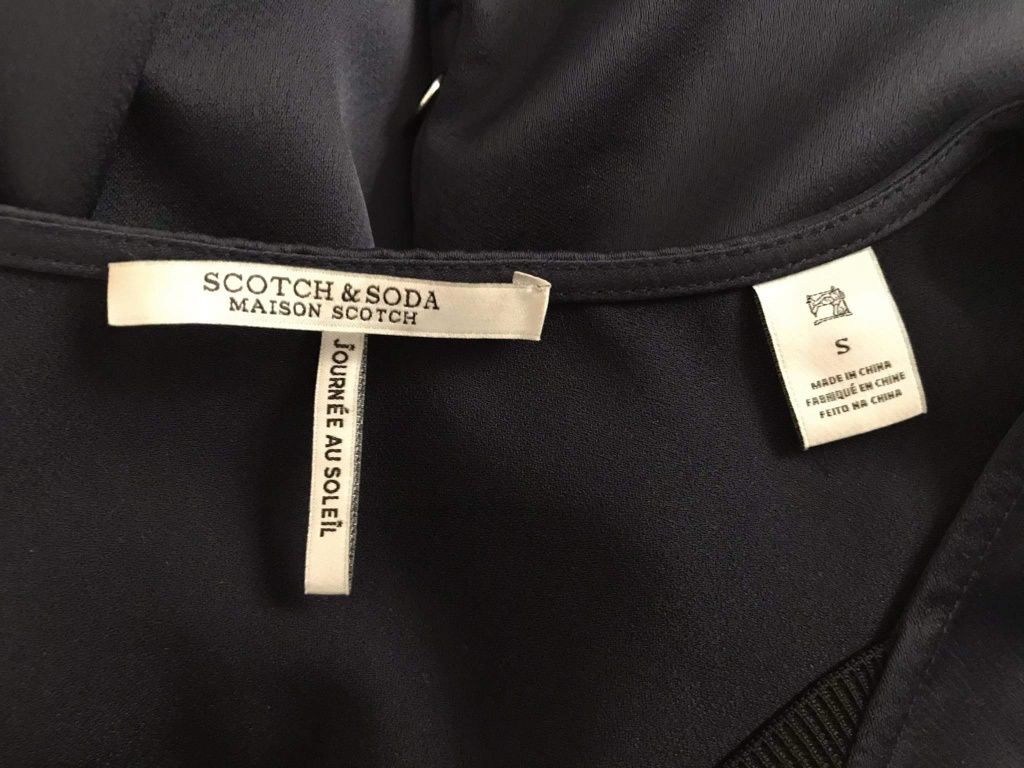 SCOTCH & SODA
MAISON SCOTCH
JOURNÉE AU SOLEIL
S
MADE IN CHINA
FABRIQUÉ EN CHINE
FEITO NA CHINA